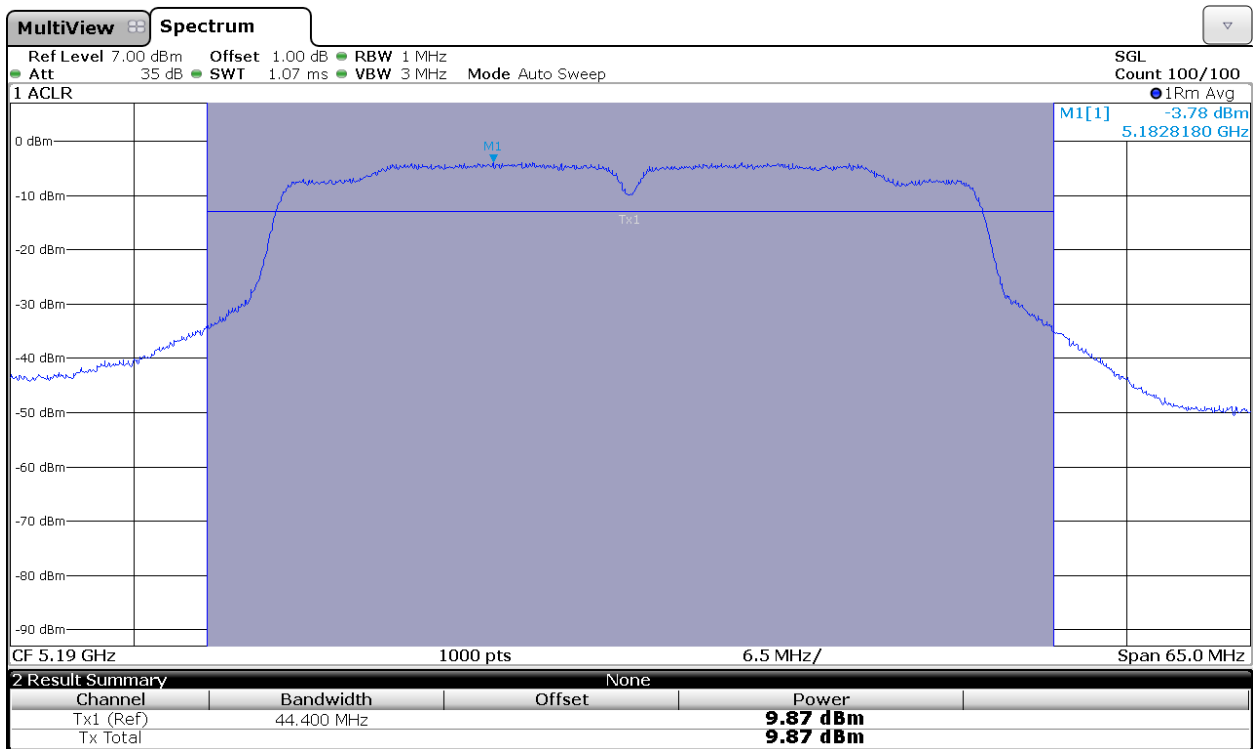 MultiView Spectrum
Ref Level 7.00 dBm Offset 1.00 dB RBW 1 MHz SGL
Att 35 dB SWT 1.07 ms VBW 3 MHz Mode Auto Sweep Count 100/100
1 ACLR 1Rm Avg
M1[1] -3.78 dBm
5.1828180 GHz
0 dBm
M1
-10 dBm
Tx1
-20 dBm
-30 dBm
-40 dBm
-50 dBm
-60 dBm
-70 dBm
-80 dBm
-90 dBm
CF 5.19 GHz 1000 pts 6.5 MHz/ Span 65.0 MHz
2 Result Summary None
Channel Bandwidth Offset Power
Tx1 (Ref) 44.400 MHz 9.87 dBm
Tx Total 9.87 dBm